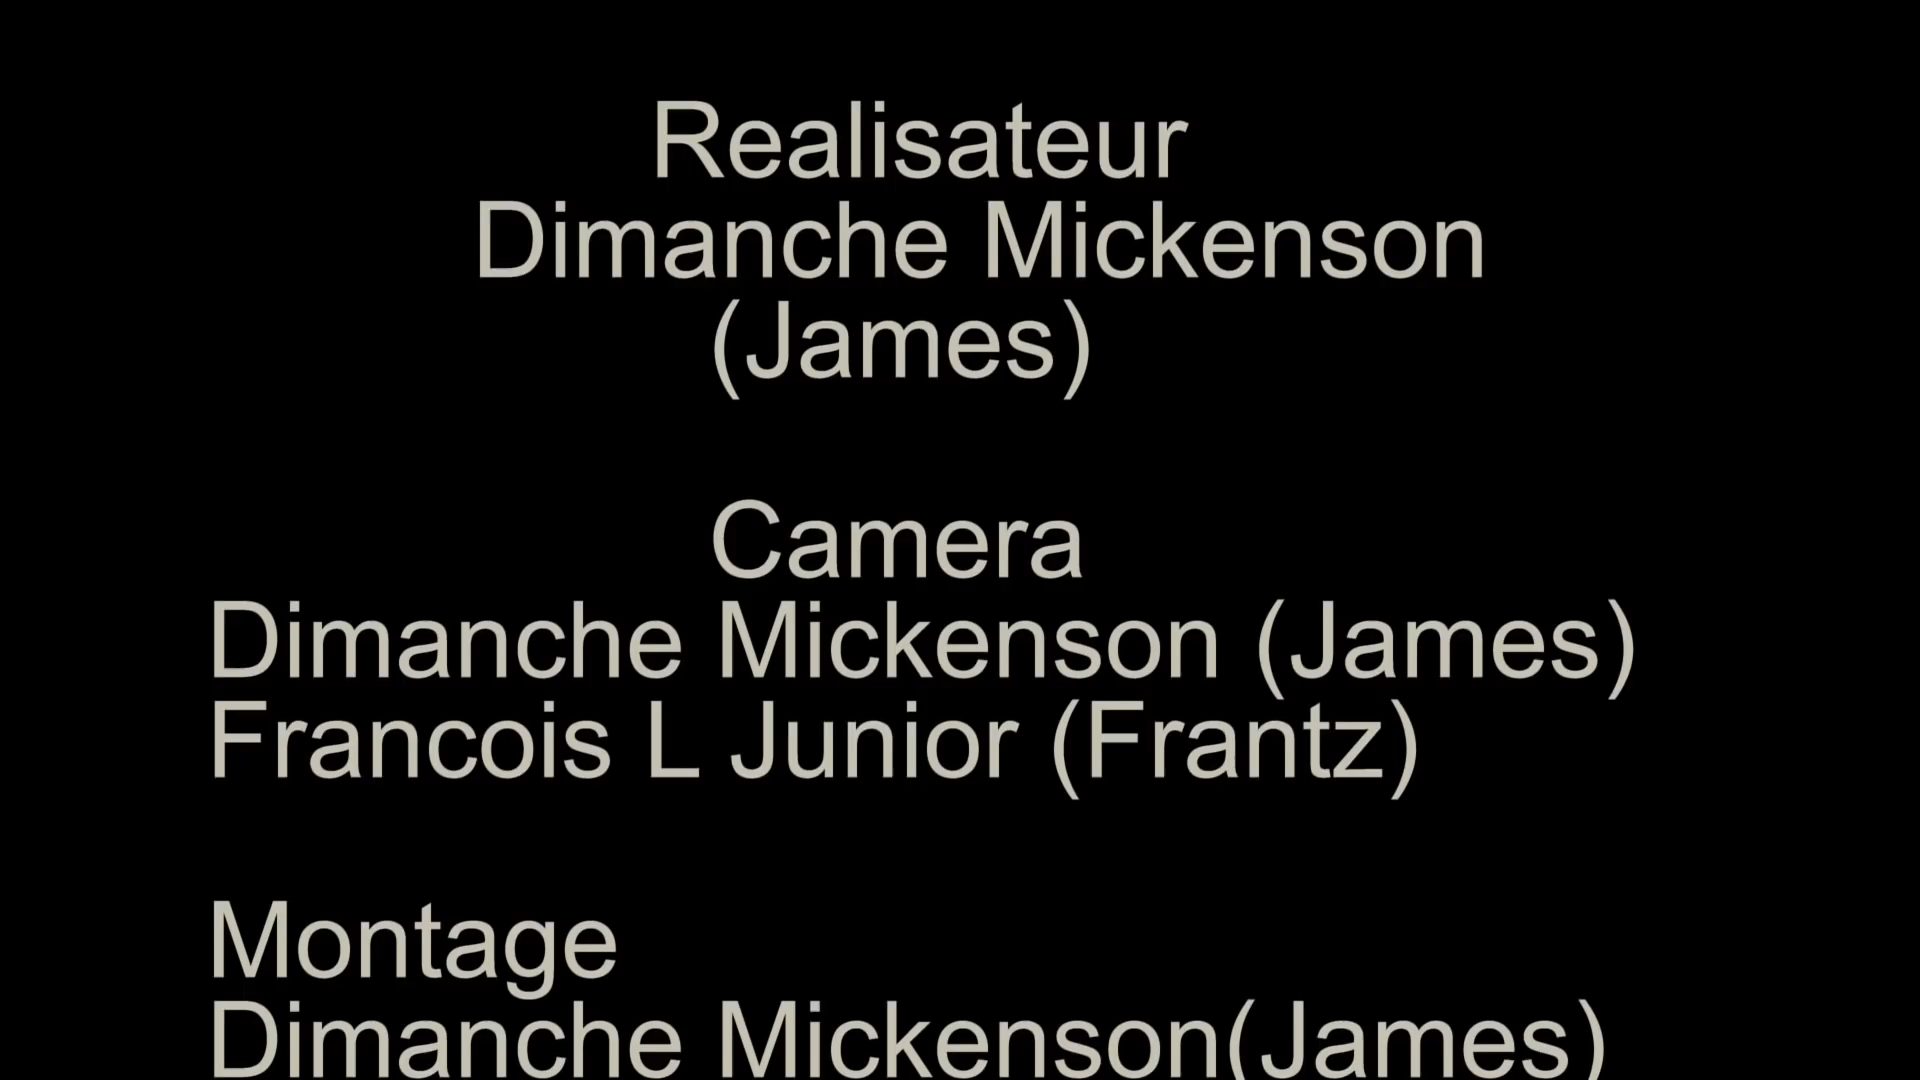 Realisateur
Dimanche Mickenson
(James)
Camera
Dimanche Mickenson (James)
Francois L Junior (Frantz)
Montage
Dimanche Mickenson(James)